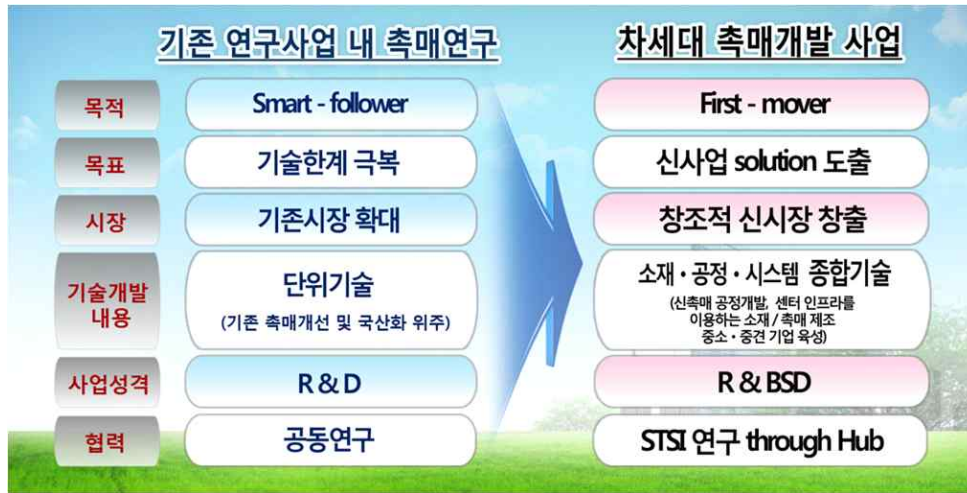 기존 연구사업 내 촉매연구
차세대 촉매개발 사업
목적
Smart - follower
First - mover
목표
기술한계 극복
신사업 solution 도출
시장
기존시장 확대
창조적 신시장 창출
기술개발
내용
단위기술
(기존 촉매개선 및 국산화 위주)
소재・공정・시스템 종합기술
(신촉매 공정개발, 센터 인프라를
이용하는 소재 / 촉매 제조
중소・중견 기업 육성)
사업성격
R & D
R & BSD
협력
공동연구
STSI 연구 through Hub